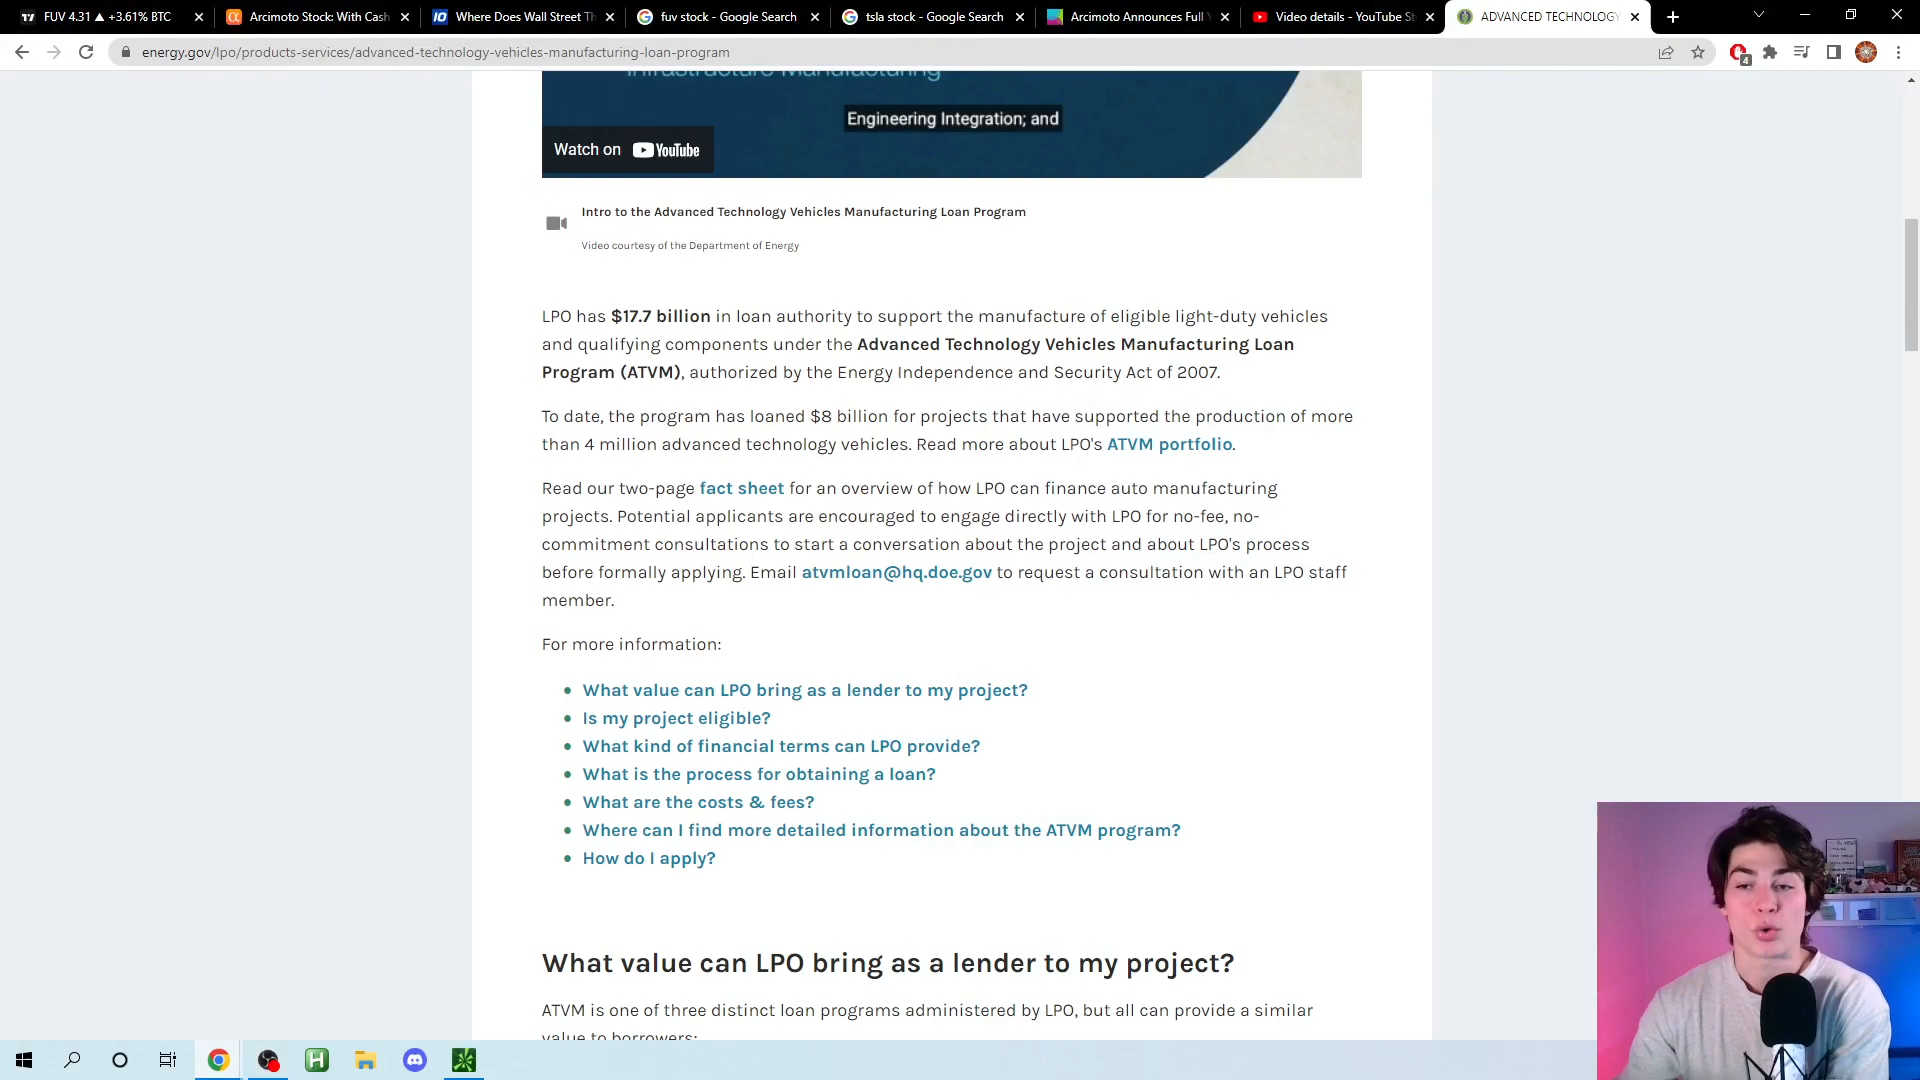 FUV 4.31 ▲ +3.61% BTC
Arcimoto Stock: With Cash
Where Does Wall Street Th
fuv stock - Google Search
tsla stock - Google Search
Arcimoto Announces Full Y
Video details - YouTube St
ADVANCED TECHNOLOGY
energy.gov/lpo/products-services/advanced-technology-vehicles-manufacturing-loan-program
4
Infrastructure Manufacturing
Engineering Integration; and
Watch on YouTube
Intro to the Advanced Technology Vehicles Manufacturing Loan Program
Video courtesy of the Department of Energy
LPO has $17.7 billion in loan authority to support the manufacture of eligible light-duty vehicles
and qualifying components under the Advanced Technology Vehicles Manufacturing Loan
Program (ATVM), authorized by the Energy Independence and Security Act of 2007.
To date, the program has loaned $8 billion for projects that have supported the production of more
than 4 million advanced technology vehicles. Read more about LPO's ATVM portfolio.
Read our two-page fact sheet for an overview of how LPO can finance auto manufacturing
projects. Potential applicants are encouraged to engage directly with LPO for no-fee, no-
commitment consultations to start a conversation about the project and about LPO's process
before formally applying. Email atvmloan@hq.doe.gov to request a consultation with an LPO staff
member.
For more information:
• What value can LPO bring as a lender to my project?
• Is my project eligible?
• What kind of financial terms can LPO provide?
• What is the process for obtaining a loan?
• What are the costs & fees?
• Where can I find more detailed information about the ATVM program?
• How do I apply?
What value can LPO bring as a lender to my project?
ATVM is one of three distinct loan programs administered by LPO, but all can provide a similar
value to borrowers: